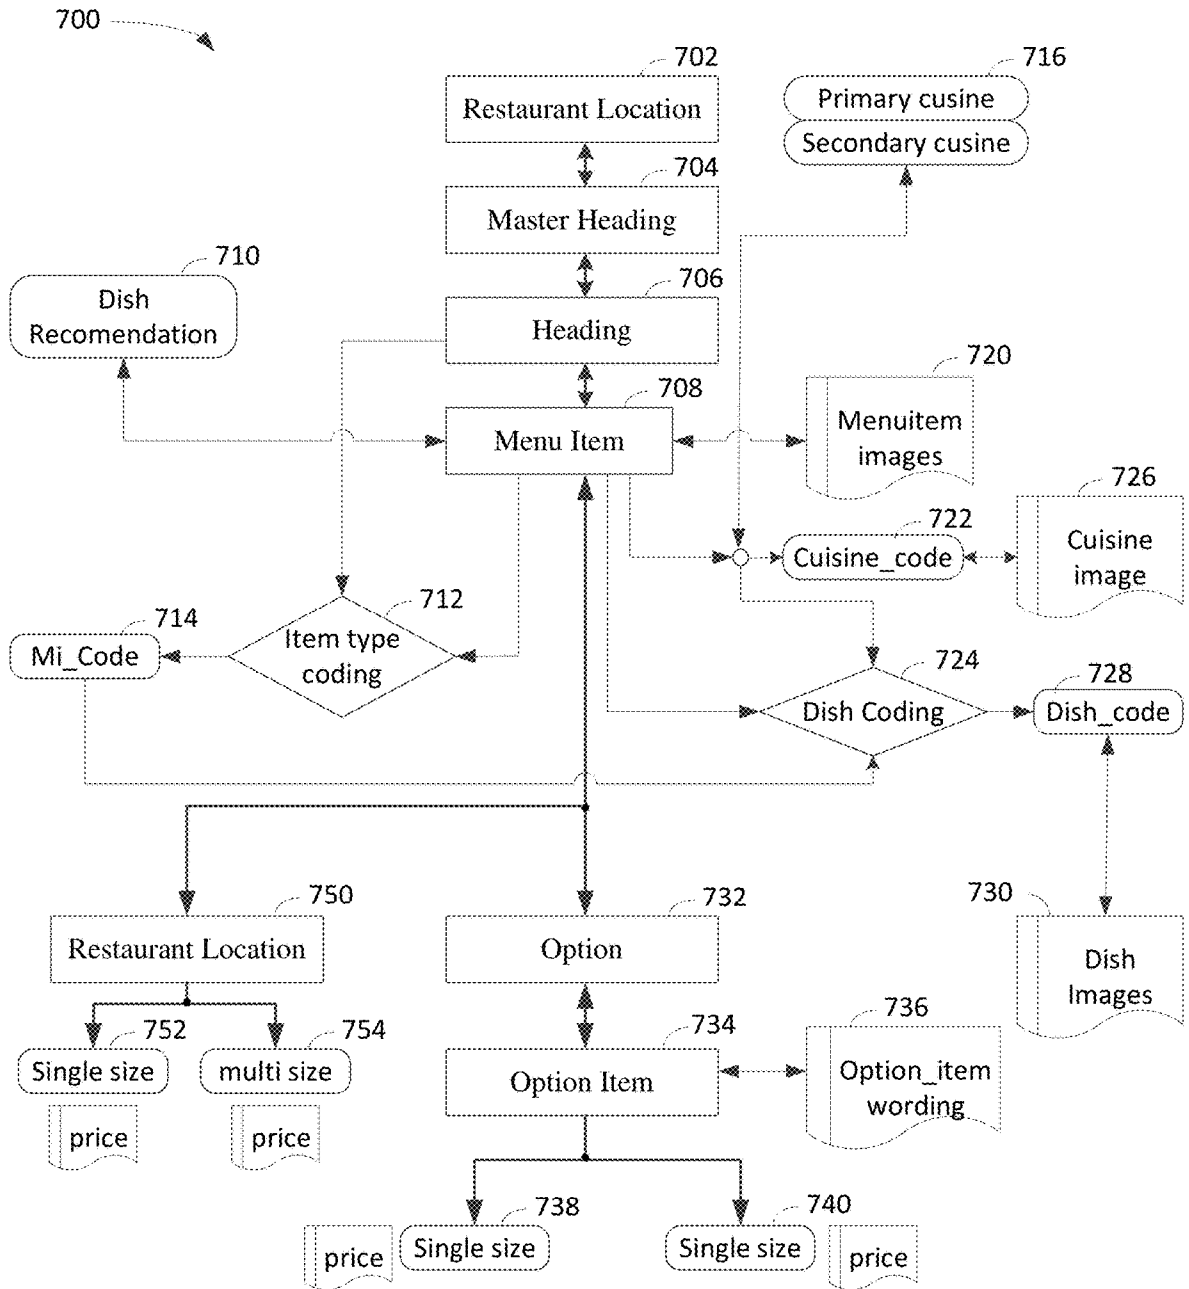 700
702
Restaurant Location
716
Primary cusine
Secondary cusine
704
Master Heading
710
Dish
Recomendation
706
Heading
708
Menu Item
720
Menuitem
images
726
Cuisine
image
722
Cuisine_code
712
Item type
coding
714
Mi_Code
724
Dish Coding
728
Dish_code
730
Dish
Images
750
Restaurant Location
732
Option
752
Single size
754
multi size
734
Option Item
736
Option_item
wording
price
price
738
Single size
price
740
Single size
price